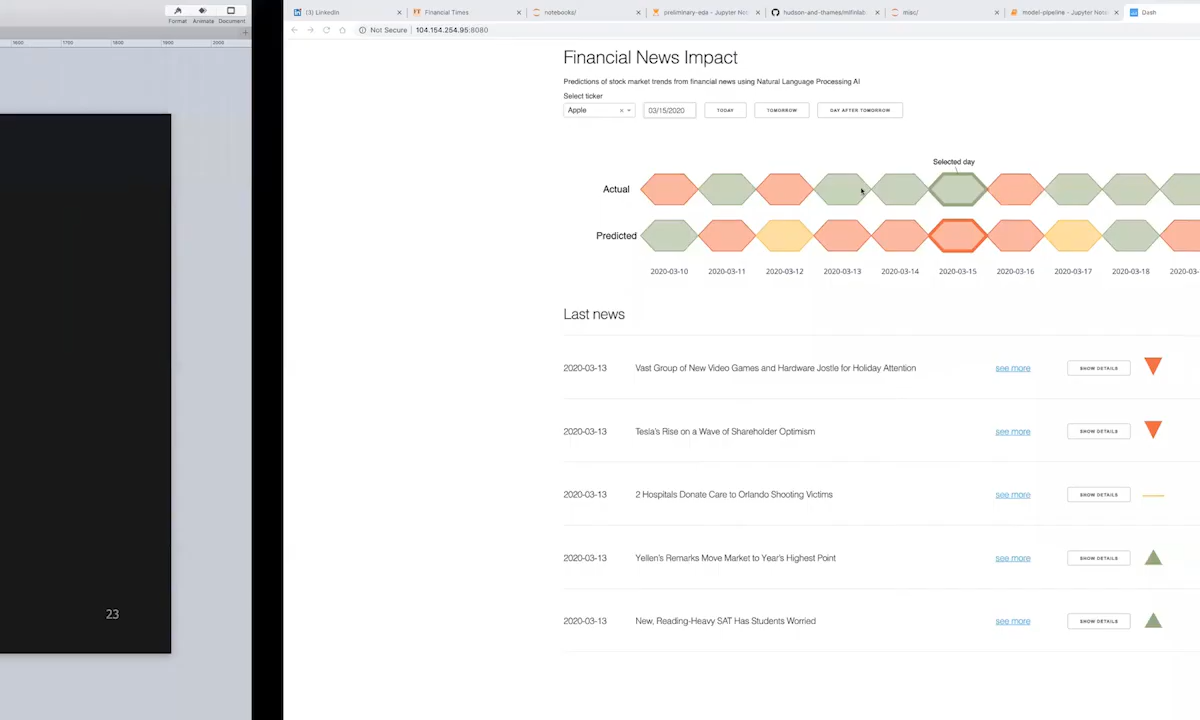 Format Animate Document
1600 1700 1800 1900 2000
23
(3) LinkedIn
Financial Times
notebooks/
preliminary-eda - Jupyter Not
hudson-and-thames/mlfinlab
misc/
model-pipeline - Jupyter Note
Dash
Not Secure | 104.154.254.95:8080
Financial News Impact
Predictions of stock market trends from financial news using Natural Language Processing AI
Select ticker
Apple 03/15/2020 TODAY TOMORROW DAY AFTER TOMORROW
Selected day
Actual
Predicted
2020-03-10 2020-03-11 2020-03-12 2020-03-13 2020-03-14 2020-03-15 2020-03-16 2020-03-17 2020-03-18 2020-03-
Last news
2020-03-13 Vast Group of New Video Games and Hardware Jostle for Holiday Attention see more SHOW DETAILS
2020-03-13 Tesla's Rise on a Wave of Shareholder Optimism see more SHOW DETAILS
2020-03-13 2 Hospitals Donate Care to Orlando Shooting Victims see more SHOW DETAILS
2020-03-13 Yellen's Remarks Move Market to Year's Highest Point see more SHOW DETAILS
2020-03-13 New, Reading-Heavy SAT Has Students Worried see more SHOW DETAILS